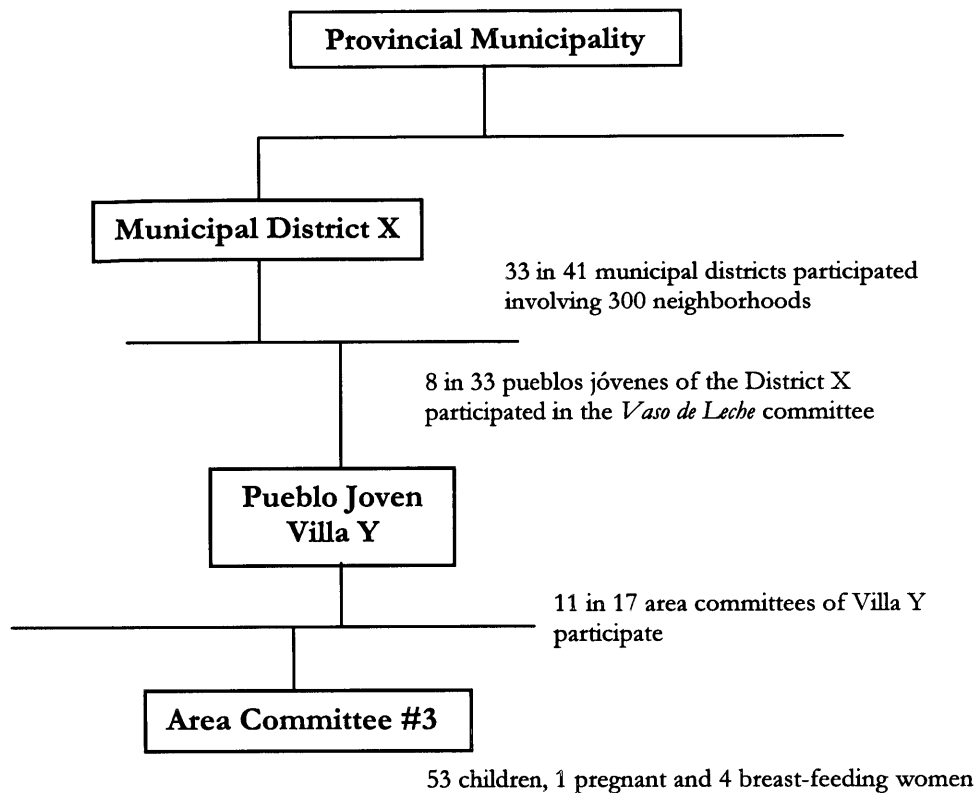 Provincial Municipality
Municipal District X
33 in 41 municipal districts participated
involving 300 neighborhoods
8 in 33 pueblos jóvenes of the District X
participated in the Vaso de Leche committee
Pueblo Joven
Villa Y
11 in 17 area committees of Villa Y
participate
Area Committee #3
53 children, 1 pregnant and 4 breast-feeding women